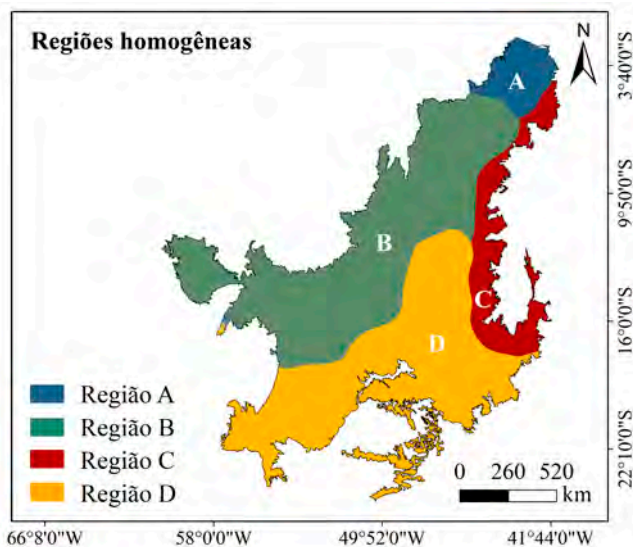 Regiões homogêneas
N
A
B
C
D
Região A
Região B
Região C
Região D
0 260 520
km
3°40'0"S
9°50'0"S
16°0'0"S
22°10'0"S
66°8'0"W 58°0'0"W 49°52'0"W 41°44'0"W